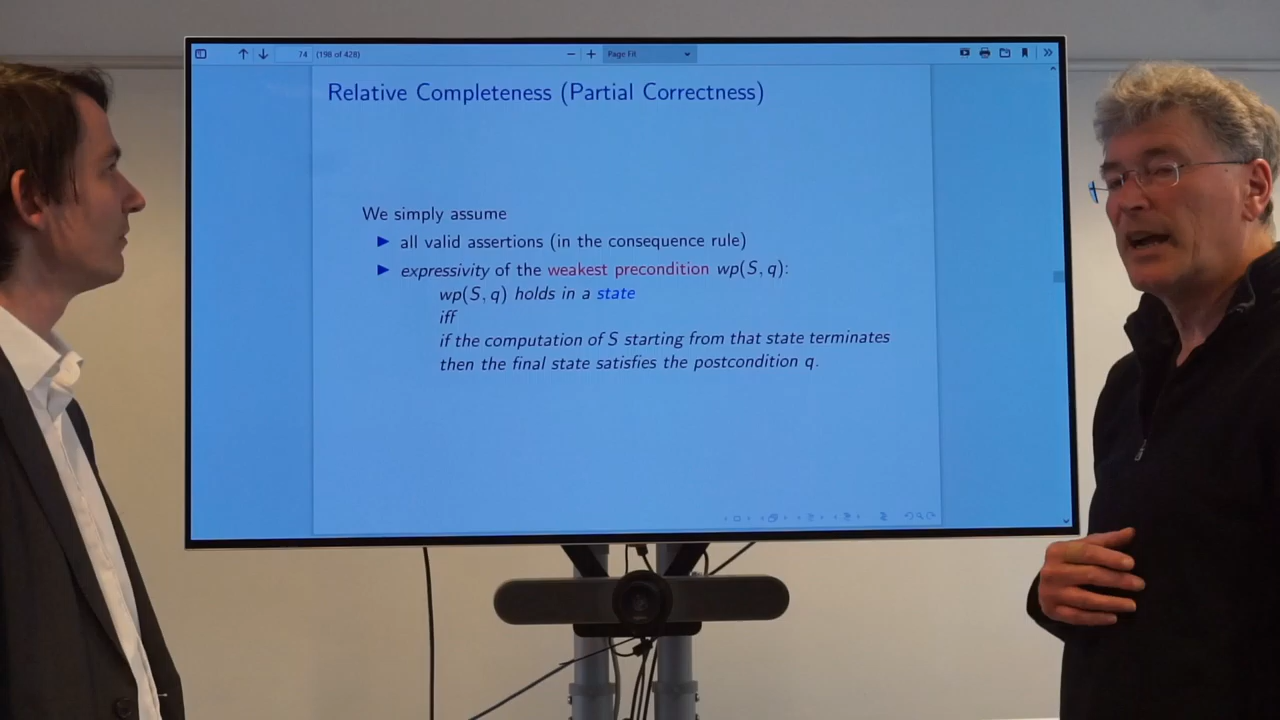 74 (198 of 428)
Page Fit
Relative Completeness (Partial Correctness)
We simply assume
▶ all valid assertions (in the consequence rule)
▶ expressivity of the weakest precondition wp(S, q):
wp(S, q) holds in a state
iff
if the computation of S starting from that state terminates
then the final state satisfies the postcondition q.